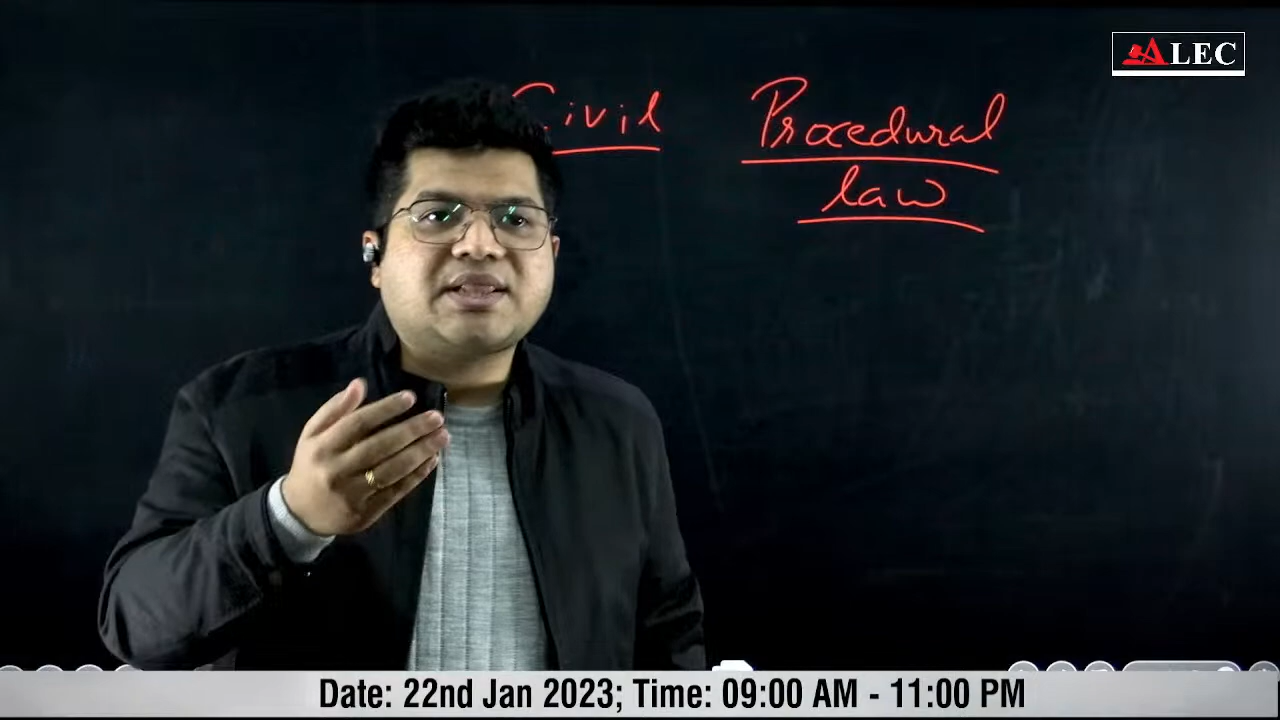 ALEC
Civil Procedural
law
Date: 22nd Jan 2023; Time: 09:00 AM - 11:00 PM